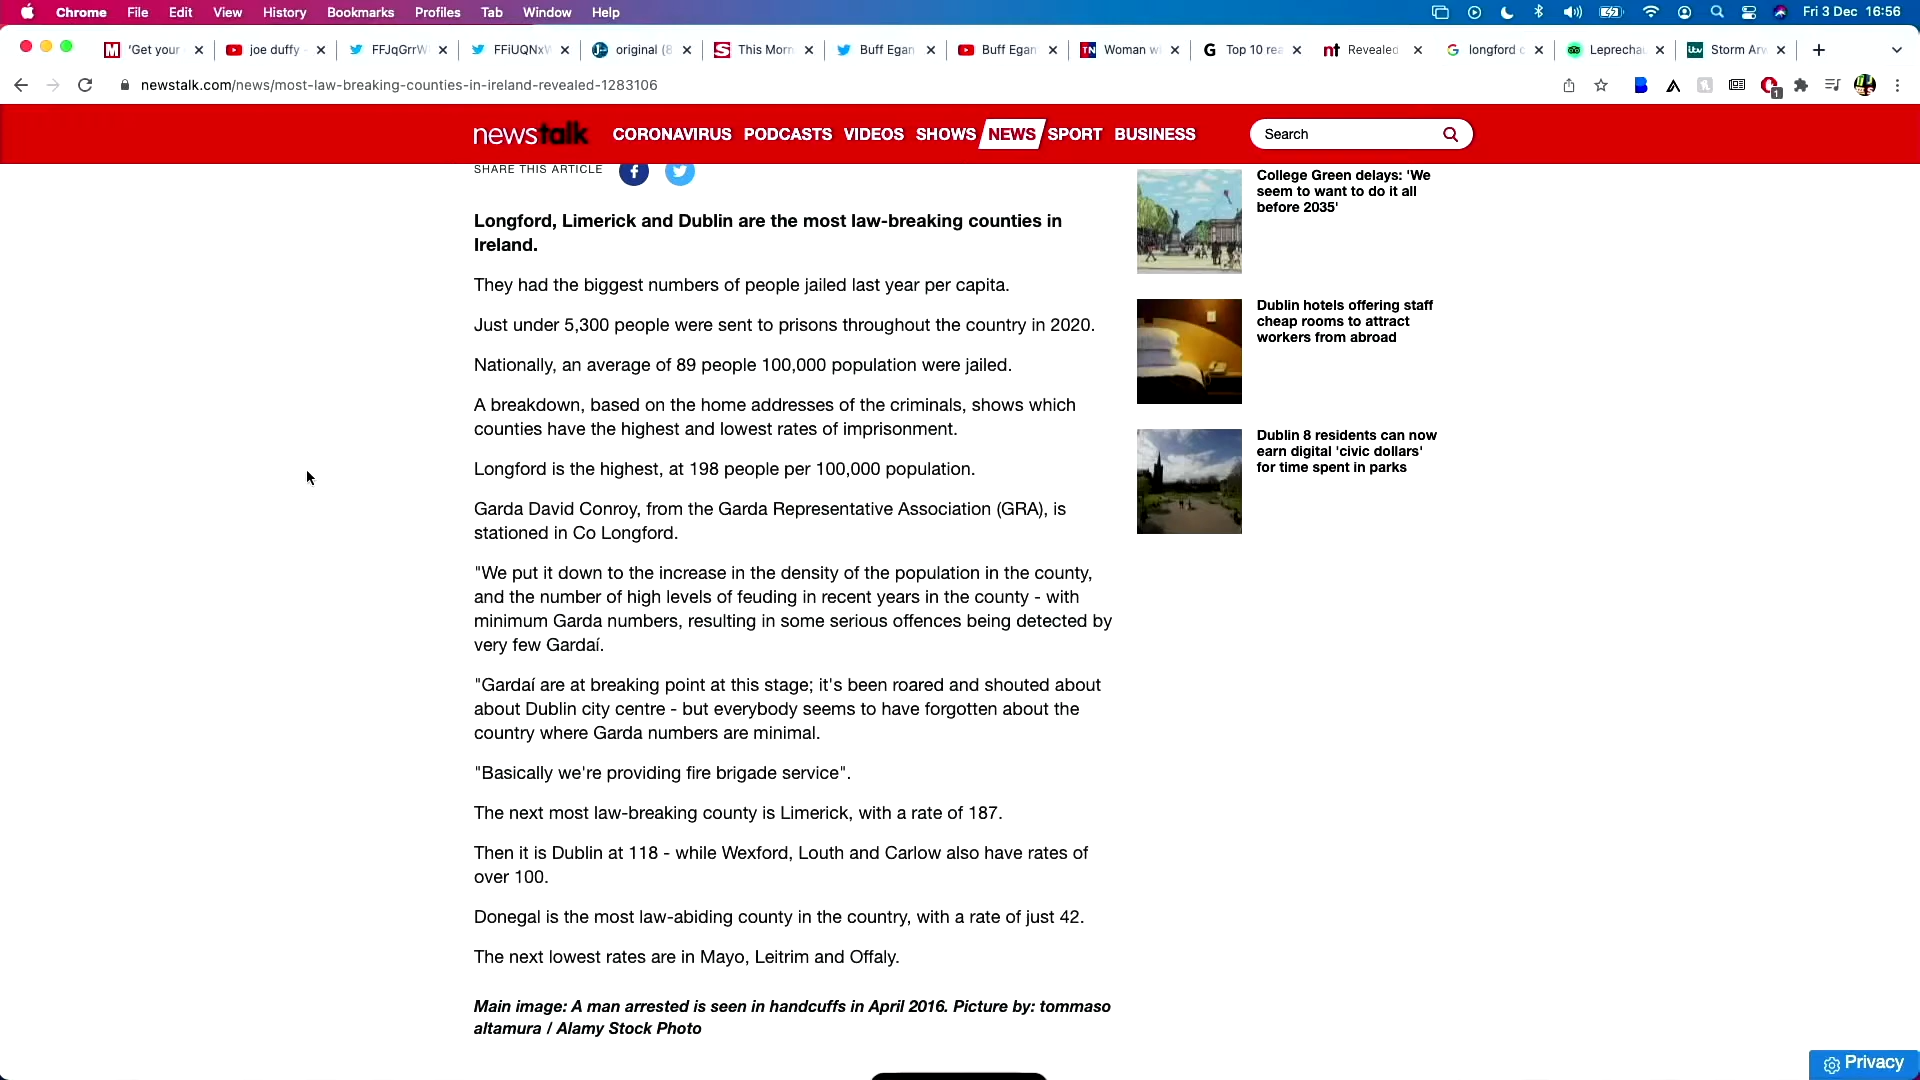 Chrome File Edit View History Bookmarks Profiles Tab Window Help Fri 3 Dec 16:56
'Get your joe duffy FFJqGrrW FFiUQNxW original (8 This Morn Buff Egan Buff Egan Woman wi Top 10 rea Revealed longford c Leprechau Storm Arw
newstalk.com/news/most-law-breaking-counties-in-ireland-revealed-1283106
newstalk CORONAVIRUS PODCASTS VIDEOS SHOWS NEWS SPORT BUSINESS Search
SHARE THIS ARTICLE
Longford, Limerick and Dublin are the most law-breaking counties in
Ireland.
They had the biggest numbers of people jailed last year per capita.
Just under 5,300 people were sent to prisons throughout the country in 2020.
Nationally, an average of 89 people 100,000 population were jailed.
A breakdown, based on the home addresses of the criminals, shows which
counties have the highest and lowest rates of imprisonment.
Longford is the highest, at 198 people per 100,000 population.
Garda David Conroy, from the Garda Representative Association (GRA), is
stationed in Co Longford.
"We put it down to the increase in the density of the population in the county,
and the number of high levels of feuding in recent years in the county - with
minimum Garda numbers, resulting in some serious offences being detected by
very few Gardaí.
"Gardaí are at breaking point at this stage; it's been roared and shouted about
about Dublin city centre - but everybody seems to have forgotten about the
country where Garda numbers are minimal.
"Basically we're providing fire brigade service".
The next most law-breaking county is Limerick, with a rate of 187.
Then it is Dublin at 118 - while Wexford, Louth and Carlow also have rates of
over 100.
Donegal is the most law-abiding county in the country, with a rate of just 42.
The next lowest rates are in Mayo, Leitrim and Offaly.
Main image: A man arrested is seen in handcuffs in April 2016. Picture by: tommaso
altamura / Alamy Stock Photo
College Green delays: 'We
seem to want to do it all
before 2035'
Dublin hotels offering staff
cheap rooms to attract
workers from abroad
Dublin 8 residents can now
earn digital 'civic dollars'
for time spent in parks
Privacy